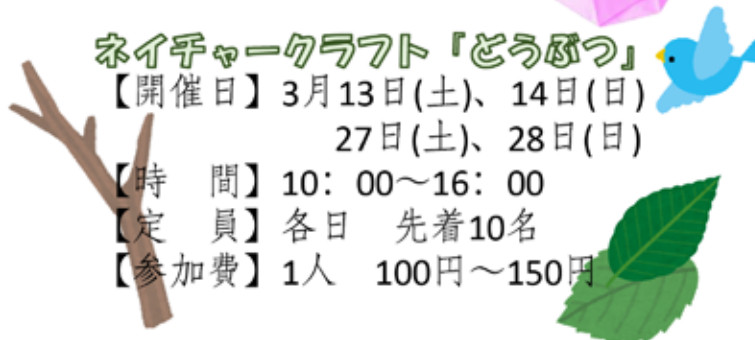 ネイチャークラフト『どうぶつ』
【開催日】3月13日(土)、14日(日)
27日(土)、28日(日)
【時　間】10：00～16：00
【定　員】各日　先着10名
【参加費】1人　100円～150円